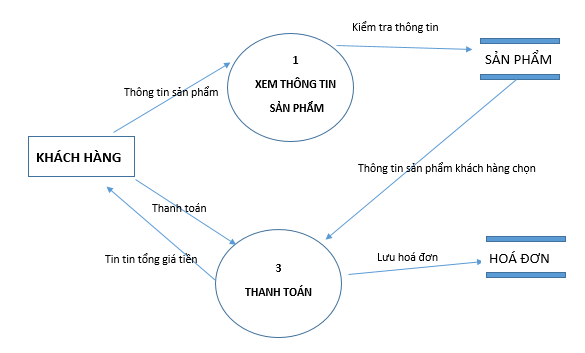 Kiểm tra thông tin
1
XEM THÔNG TIN
SẢN PHẨM
SẢN PHẨM
Thông tin sản phẩm
KHÁCH HÀNG
Thông tin sản phẩm khách hàng chọn
Thanh toán
Tin tin tổng giá tiền
3
THANH TOÁN
Lưu hoá đơn
HOÁ ĐƠN